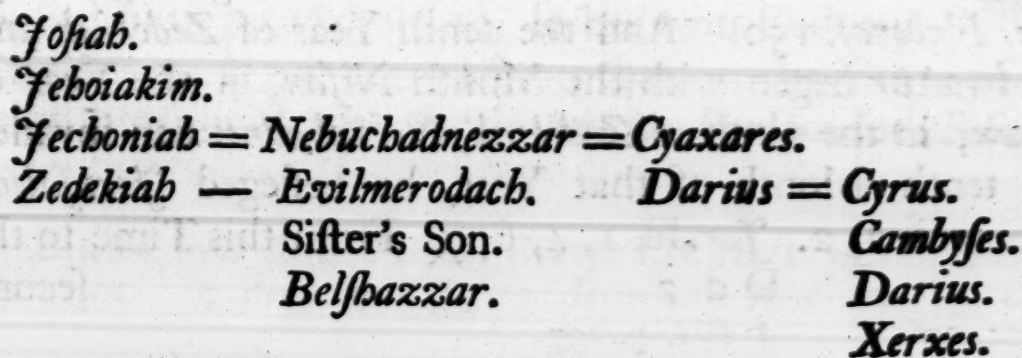 Joſiah.
Jehoiakim.
Jechoniah = Nebuchadnezzar = Cyaxares.
Zedekiah — Evilmerodach. Darius = Cyrus.
Siſter's Son. Cambyſes.
Belſhazzar. Darius.
Xerxes.